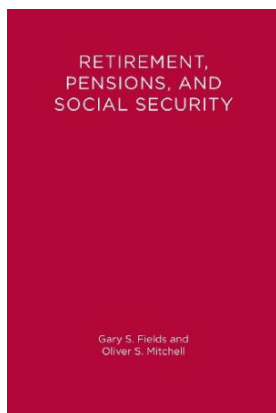 RETIREMENT,
PENSIONS, AND
SOCIAL SECURITY
Gary S. Fields and
Oliver S. Mitchell